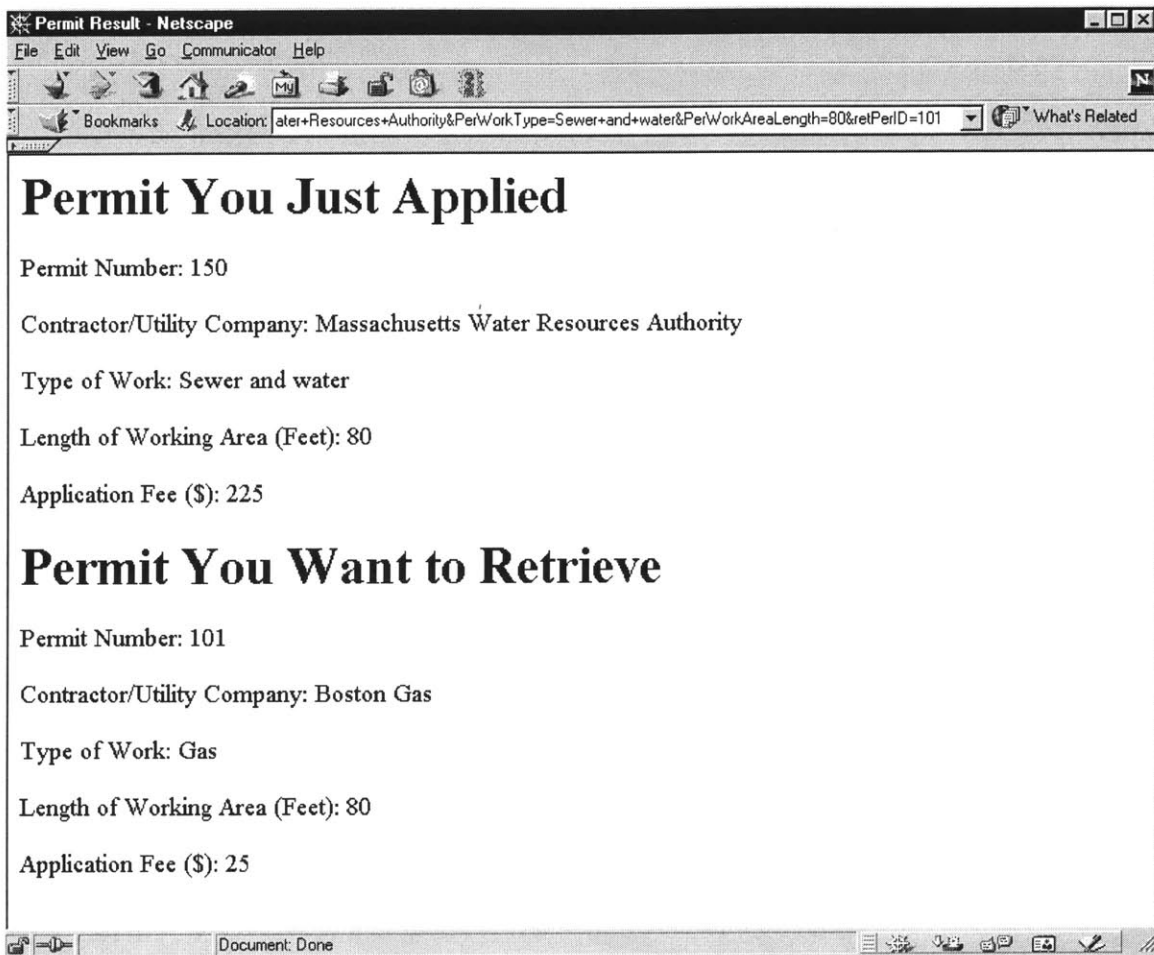 Permit Result - Netscape
File Edit View Go Communicator Help
My
N
Bookmarks Location: ater+Resources+Authority&PerWorkType=Sewer+and+water&PerWorkAreaLength=80&retPerID=101 What's Related
Permit You Just Applied
Permit Number: 150
Contractor/Utility Company: Massachusetts Water Resources Authority
Type of Work: Sewer and water
Length of Working Area (Feet): 80
Application Fee ($): 225
Permit You Want to Retrieve
Permit Number: 101
Contractor/Utility Company: Boston Gas
Type of Work: Gas
Length of Working Area (Feet): 80
Application Fee ($): 25
Document: Done